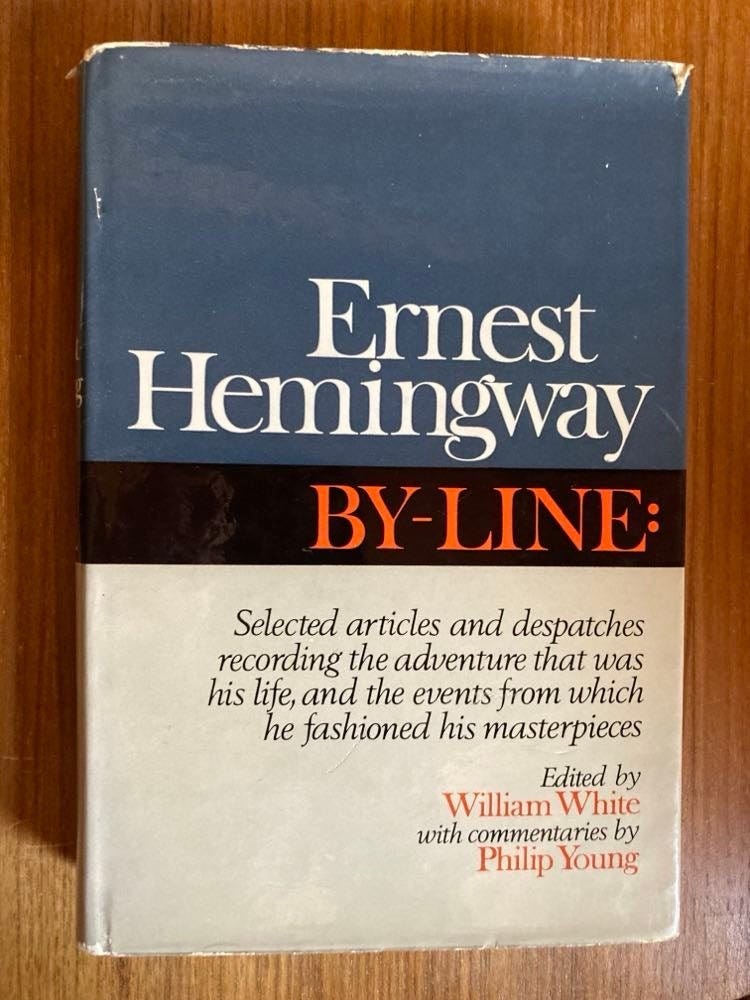 Ernest
Hemingway
BY-LINE:
Selected articles and despatches
recording the adventure that was
his life, and the events from which
he fashioned his masterpieces
Edited by
William White
with commentaries by
Philip Young